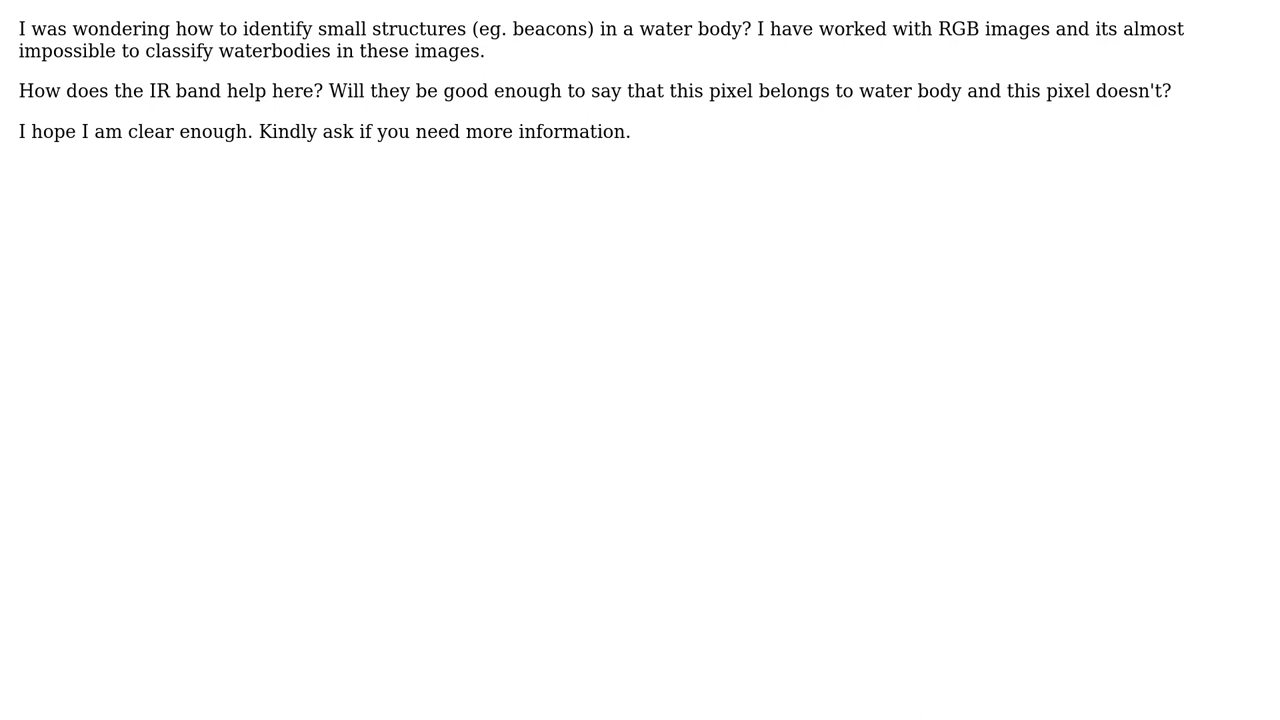 I was wondering how to identify small structures (eg. beacons) in a water body? I have worked with RGB images and its almost
impossible to classify waterbodies in these images.
How does the IR band help here? Will they be good enough to say that this pixel belongs to water body and this pixel doesn't?
I hope I am clear enough. Kindly ask if you need more information.